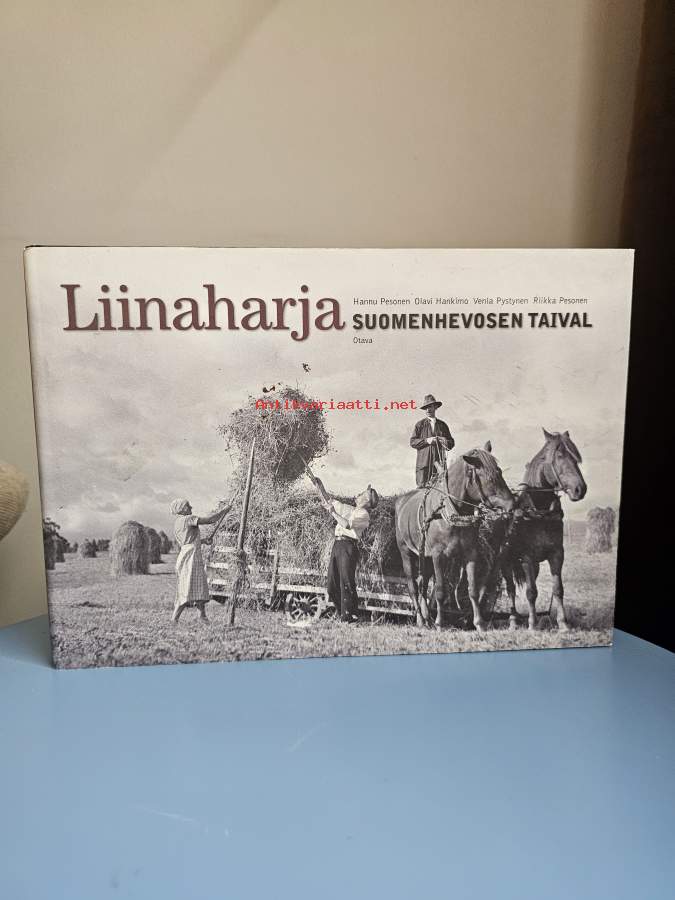 Liinaharja
Hannu Pesonen Olavi Hankimo Venla Pystynen Riikka Pesonen
SUOMENHEVOSEN TAIVAL
Otava
Antikvariaatti.net